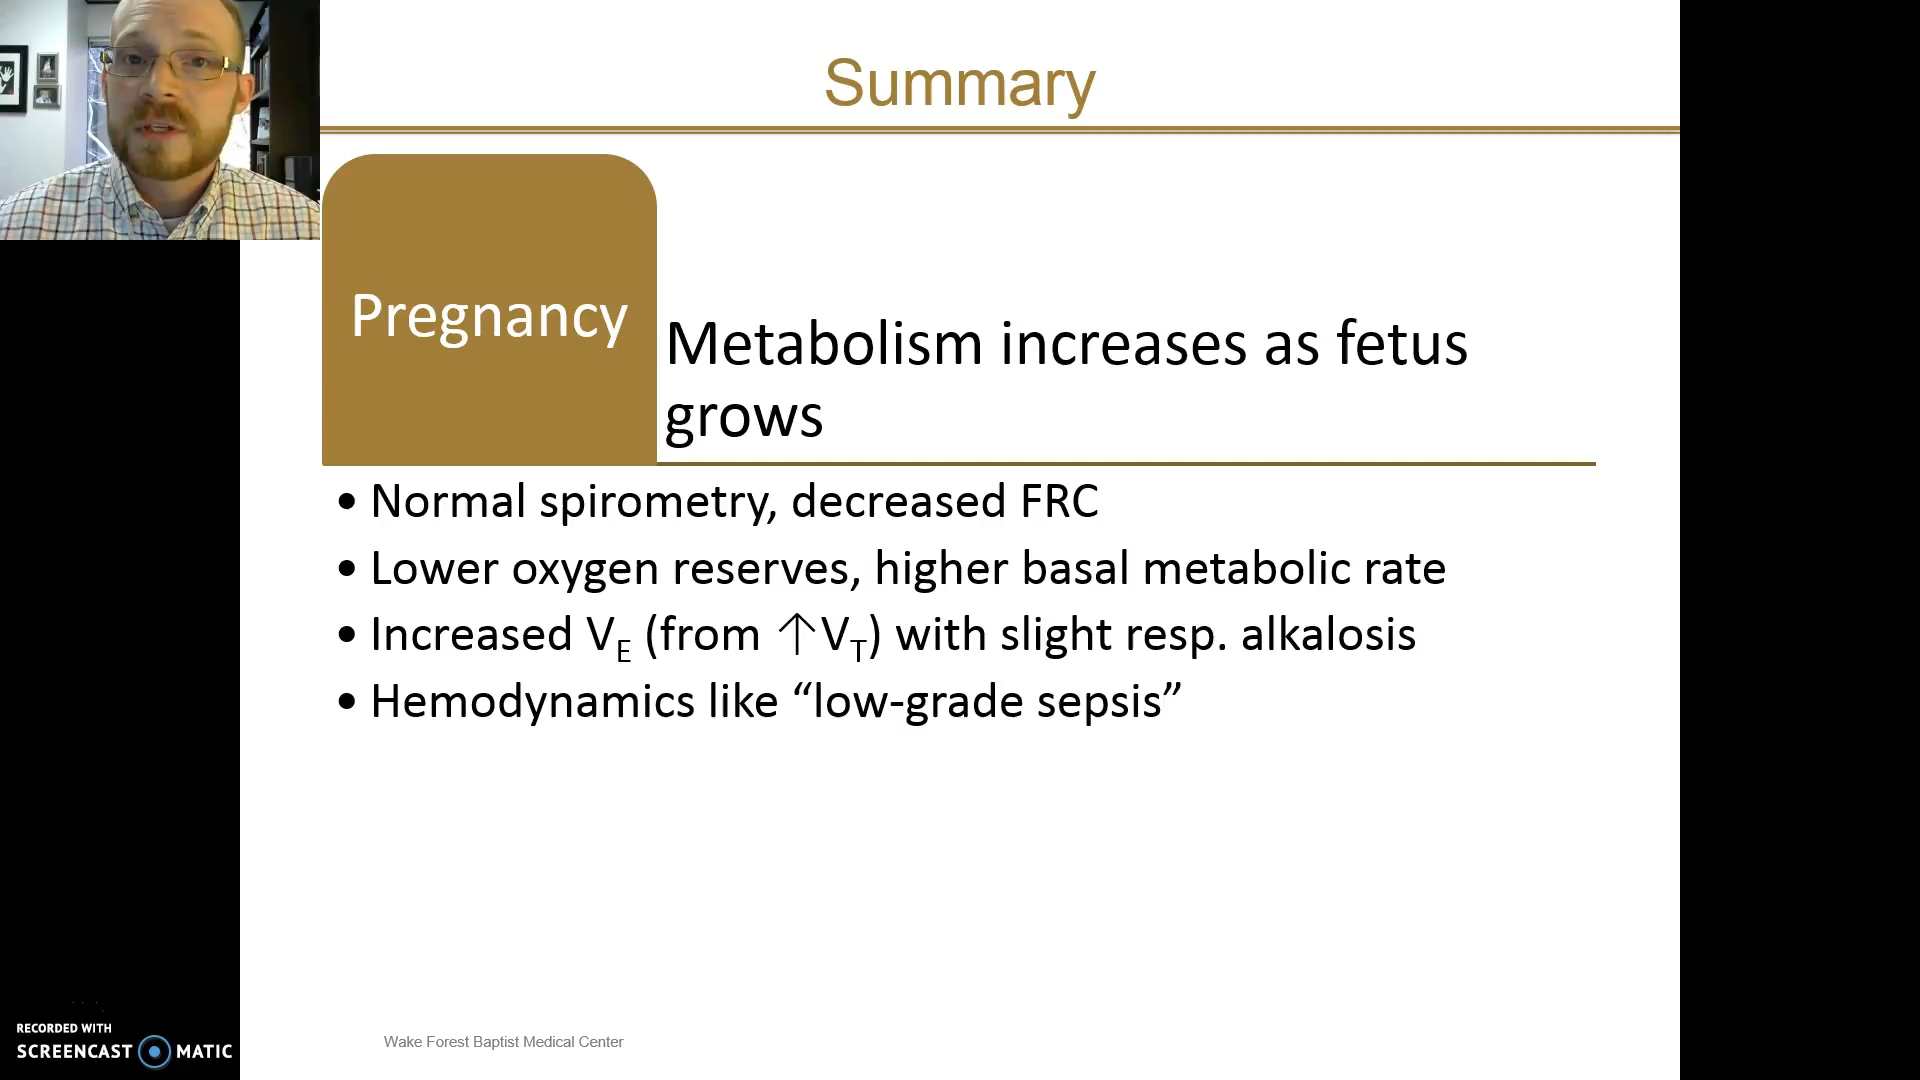 Summary
Pregnancy
Metabolism increases as fetus
grows
• Normal spirometry, decreased FRC
• Lower oxygen reserves, higher basal metabolic rate
• Increased VE (from ↑VT) with slight resp. alkalosis
• Hemodynamics like “low-grade sepsis”
Wake Forest Baptist Medical Center
RECORDED WITH
SCREENCAST MATIC